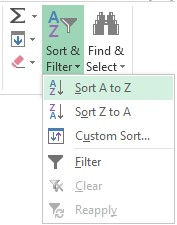 Sort & Find &
Filter Select
Sort A to Z
Sort Z to A
Custom Sort...
Filter
Clear
Reapply